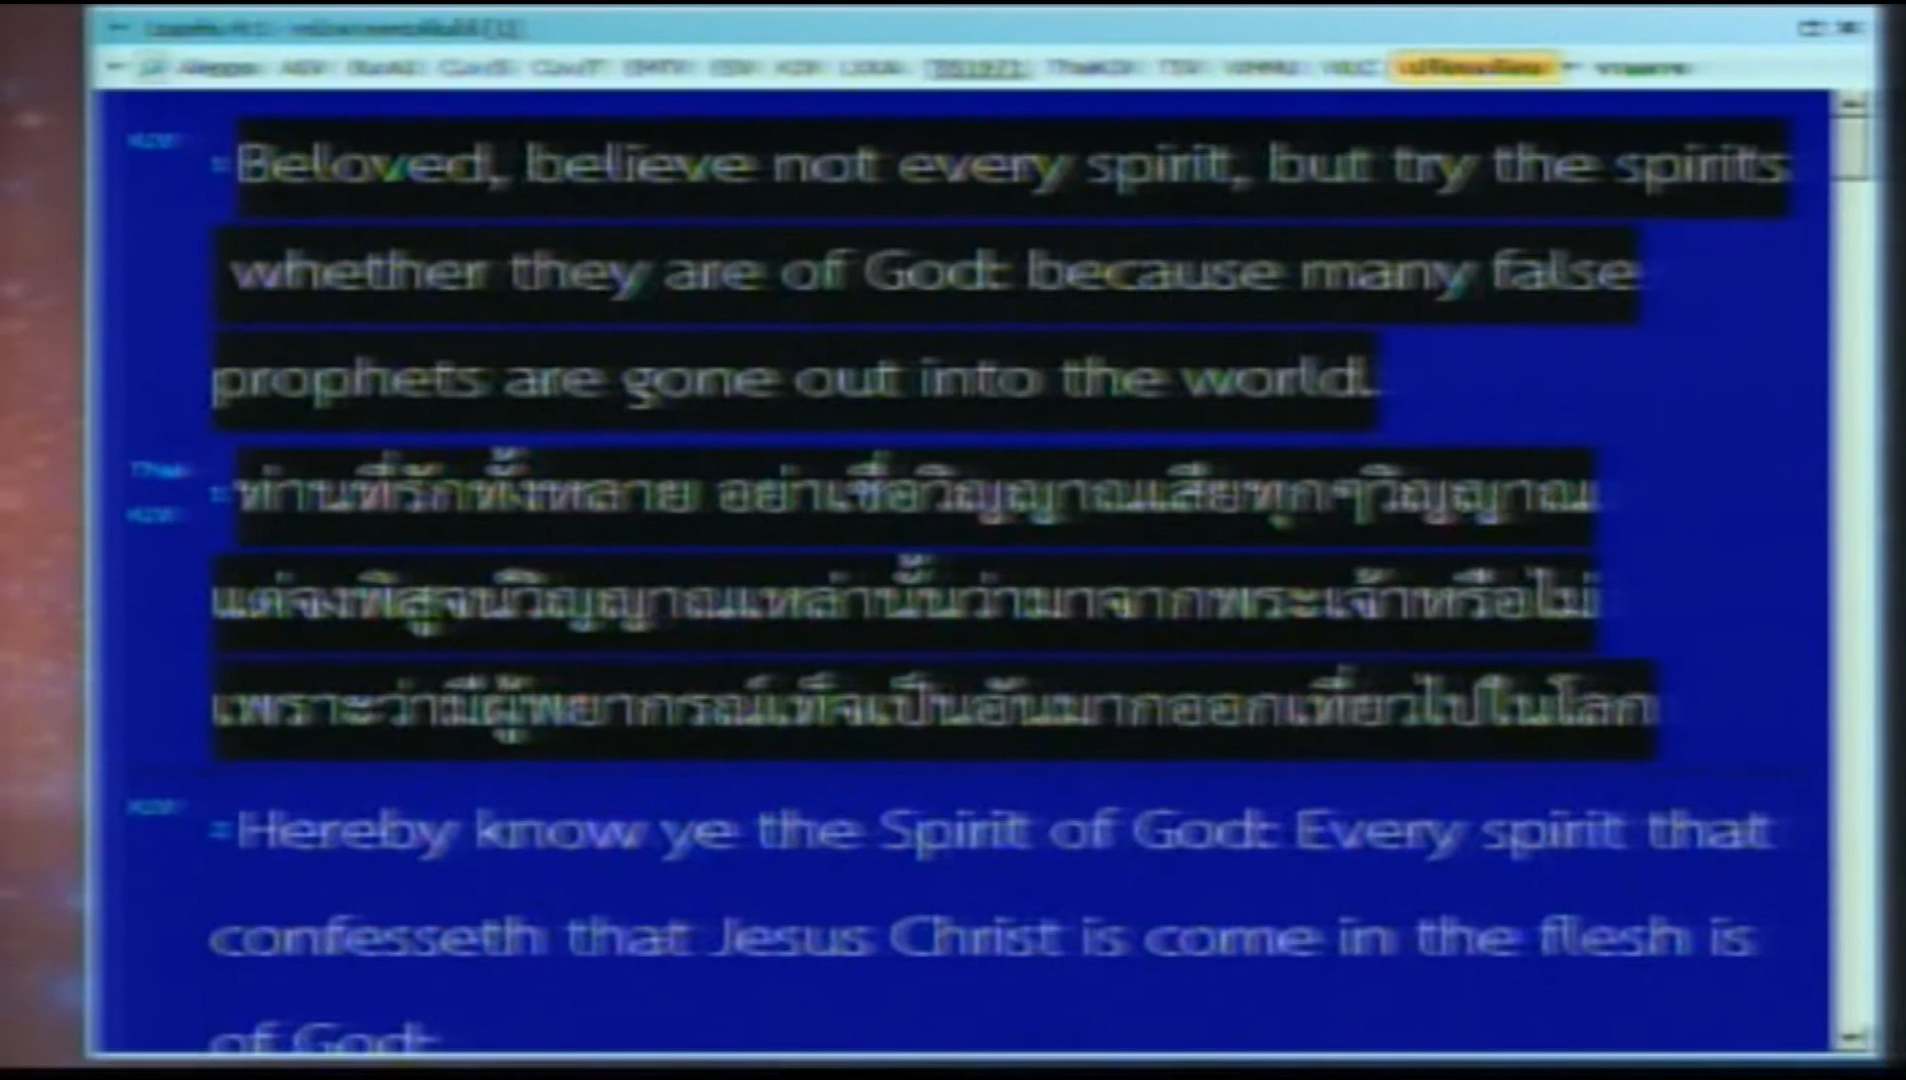 Beloved, believe not every spirit, but try the spirits
whether they are of God: because many false
prophets are gone out into the world.
ท่านที่รักทั้งหลาย อย่าเชื่อวิญญาณเสียทุกๆวิญญาณ
แต่จงพิสูจน์วิญญาณเหล่านั้นว่ามาจากพระเจ้าหรือไม่
เพราะว่ามีผู้พยากรณ์เท็จเป็นอันมากออกเที่ยวไปในโลก
Hereby know ye the Spirit of God: Every spirit that
confesseth that Jesus Christ is come in the flesh is
of God: